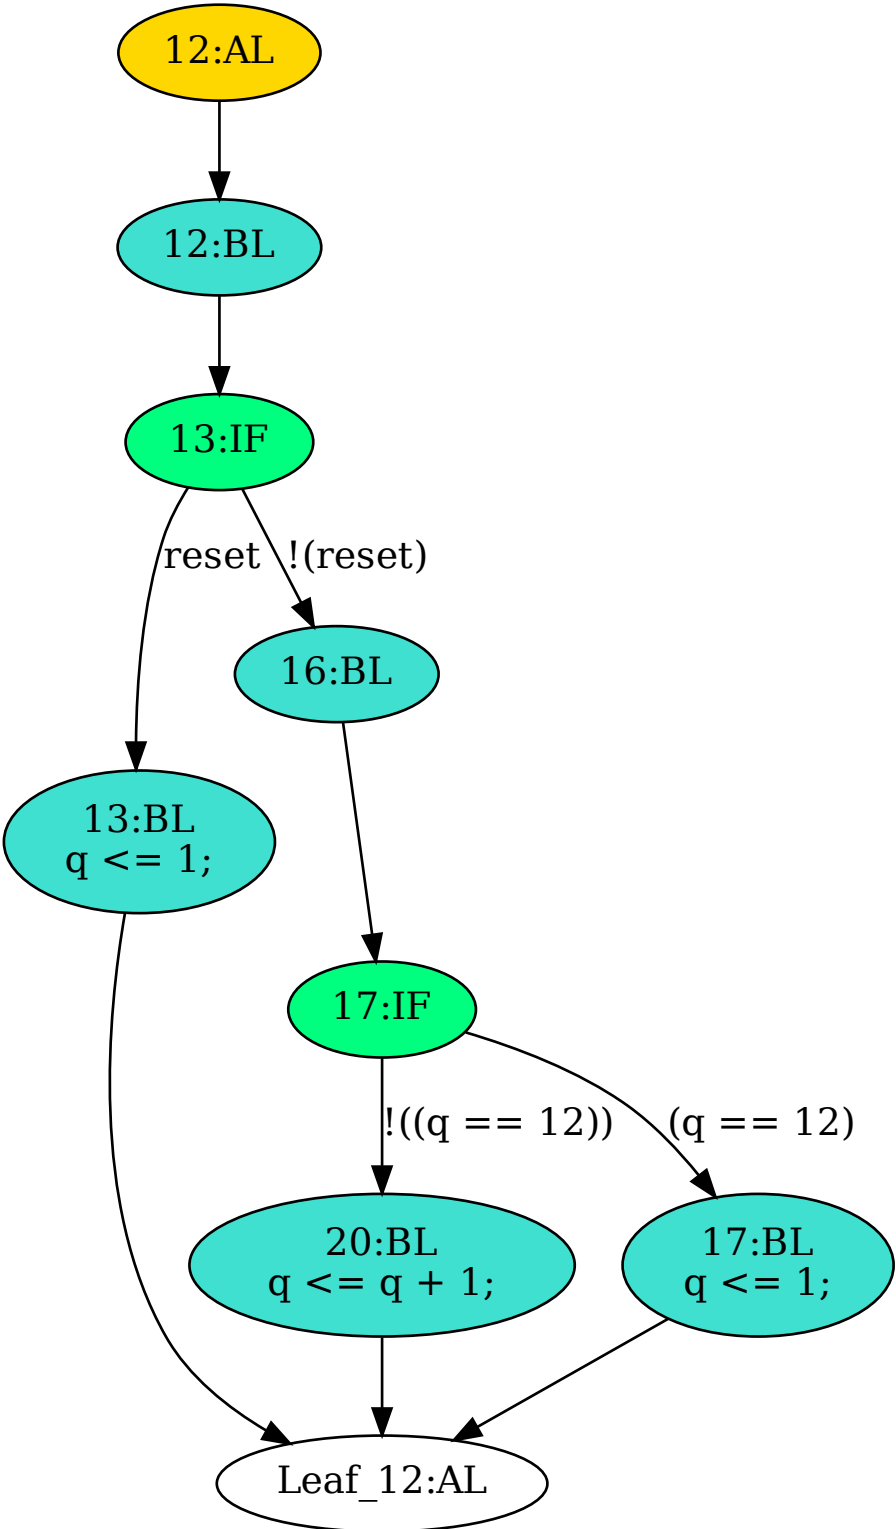 12:AL
12:BL
13:IF
reset
!(reset)
16:BL
13:BL
q <= 1;
17:IF
!((q == 12))
(q == 12)
20:BL
q <= q + 1;
17:BL
q <= 1;
Leaf_12:AL